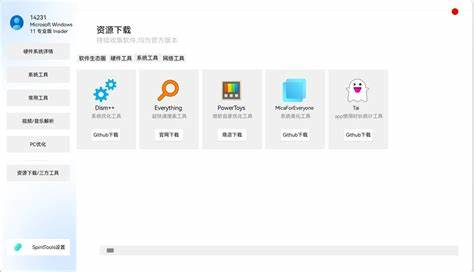 14231
Microsoft Windows
11 专业版 Insider
硬件系统详情
系统工具
常用工具
视频/音乐解析
PC优化
资源下载/三方工具
SpiritTools设置
资源下载
持续收集软件,均为官方版本
软件生态圈 硬件工具 系统工具 网络工具
Dism++
系统优化工具
Github下载
Everything
超快速搜索工具
官网下载
PowerToys
微软自家优化工具
商店下载
MicaForEveryone
系统美化工具
Github下载
Tai
app使用时长统计工具
Github下载